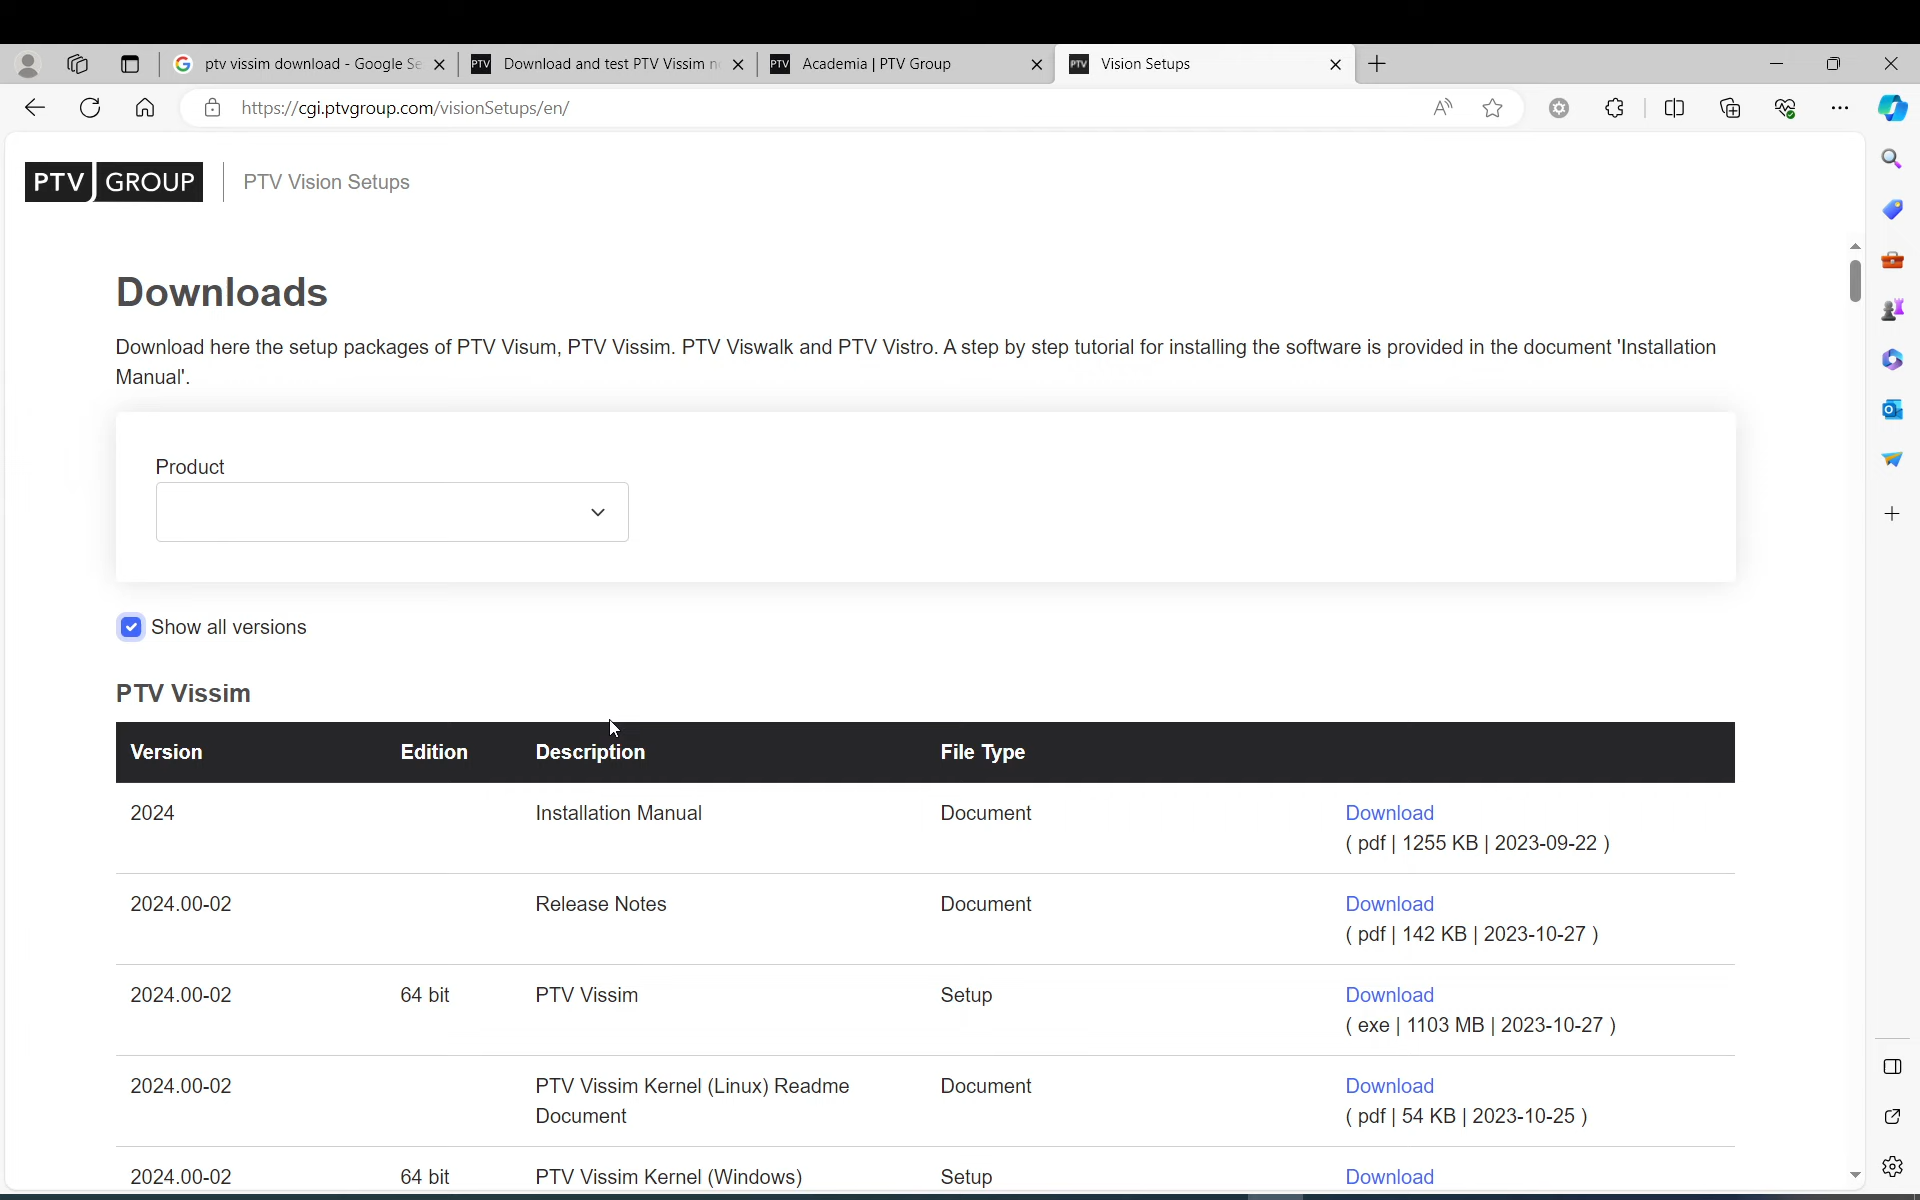 ptv vissim download - Google Se
PTV Download and test PTV Vissim n
PTV Academia | PTV Group
PTV Vision Setups
https://cgi.ptvgroup.com/visionSetups/en/
PTV GROUP PTV Vision Setups
Downloads
Download here the setup packages of PTV Visum, PTV Vissim. PTV Viswalk and PTV Vistro. A step by step tutorial for installing the software is provided in the document 'Installation
Manual'.
Product
Show all versions
PTV Vissim
Version Edition Description File Type
2024 Installation Manual Document Download
( pdf | 1255 KB | 2023-09-22 )
2024.00-02 Release Notes Document Download
( pdf | 142 KB | 2023-10-27 )
2024.00-02 64 bit PTV Vissim Setup Download
( exe | 1103 MB | 2023-10-27 )
2024.00-02 PTV Vissim Kernel (Linux) Readme Document Download
Document ( pdf | 54 KB | 2023-10-25 )
2024.00-02 64 bit PTV Vissim Kernel (Windows) Setup Download